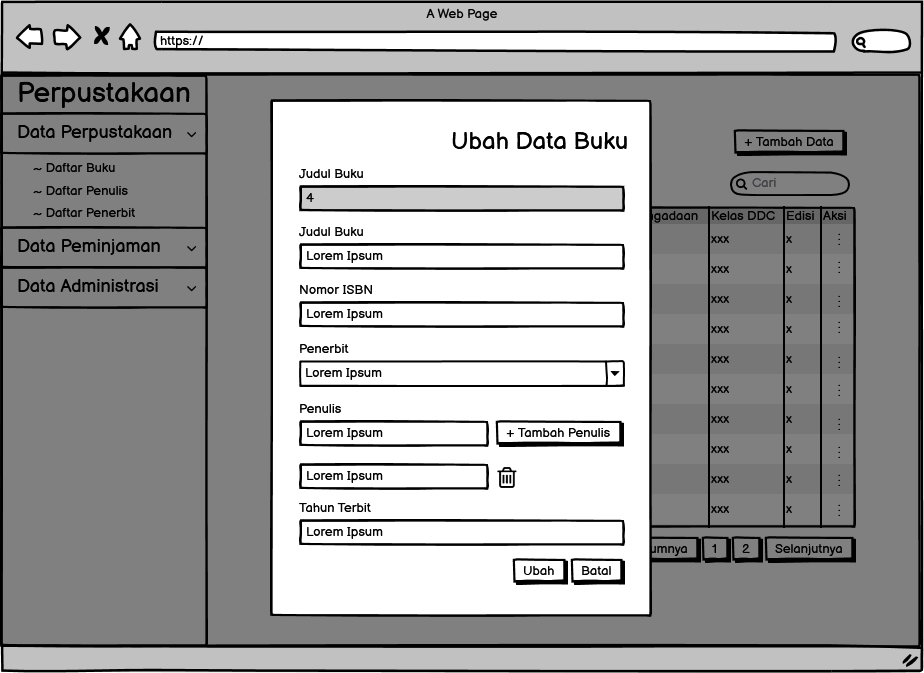 A Web Page
https://
Perpustakaan
Data Perpustakaan
~ Daftar Buku
~ Daftar Penulis
~ Daftar Penerbit
Data Peminjaman
Data Administrasi
+ Tambah Data
Cari
gadaan Kelas DDC Edisi Aksi
xxx x
xxx x
xxx x
xxx x
xxx x
xxx x
xxx x
xxx x
xxx x
xxx x
umnya 1 2 Selanjutnya
Ubah Data Buku
Judul Buku
4
Judul Buku
Lorem Ipsum
Nomor ISBN
Lorem Ipsum
Penerbit
Lorem Ipsum
Penulis
Lorem Ipsum + Tambah Penulis
Lorem Ipsum
Tahun Terbit
Lorem Ipsum
Ubah Batal